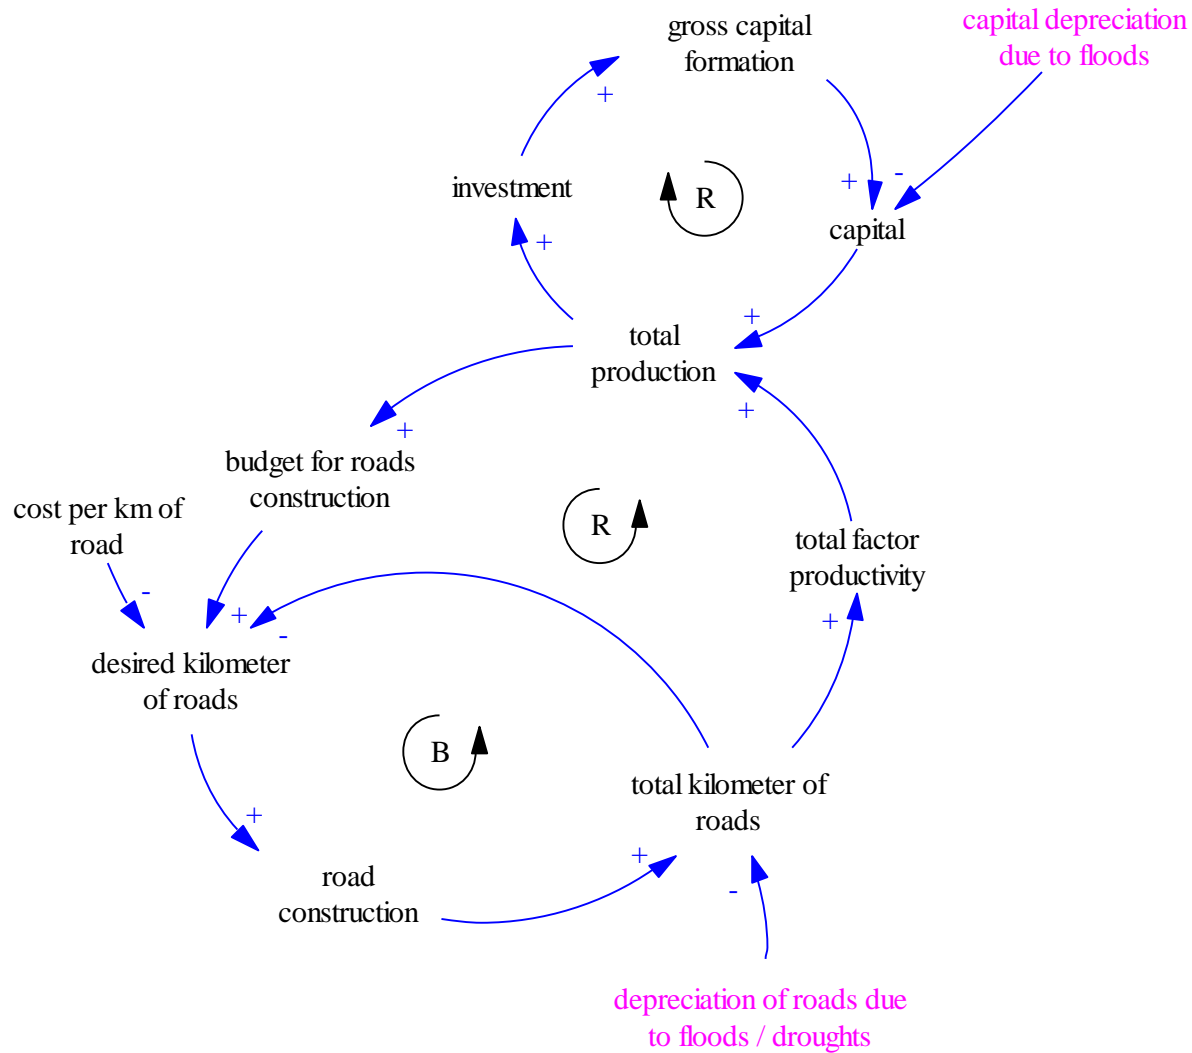 gross capital
formation
capital depreciation
due to floods
+
investment
R
+
-
capital
+
+
total
production
+
+
budget for roads
construction
cost per km of
road
R
total factor
productivity
-
+
-
+
desired kilometer
of roads
B
total kilometer of
roads
+
+
road
construction
-
depreciation of roads due
to floods / droughts